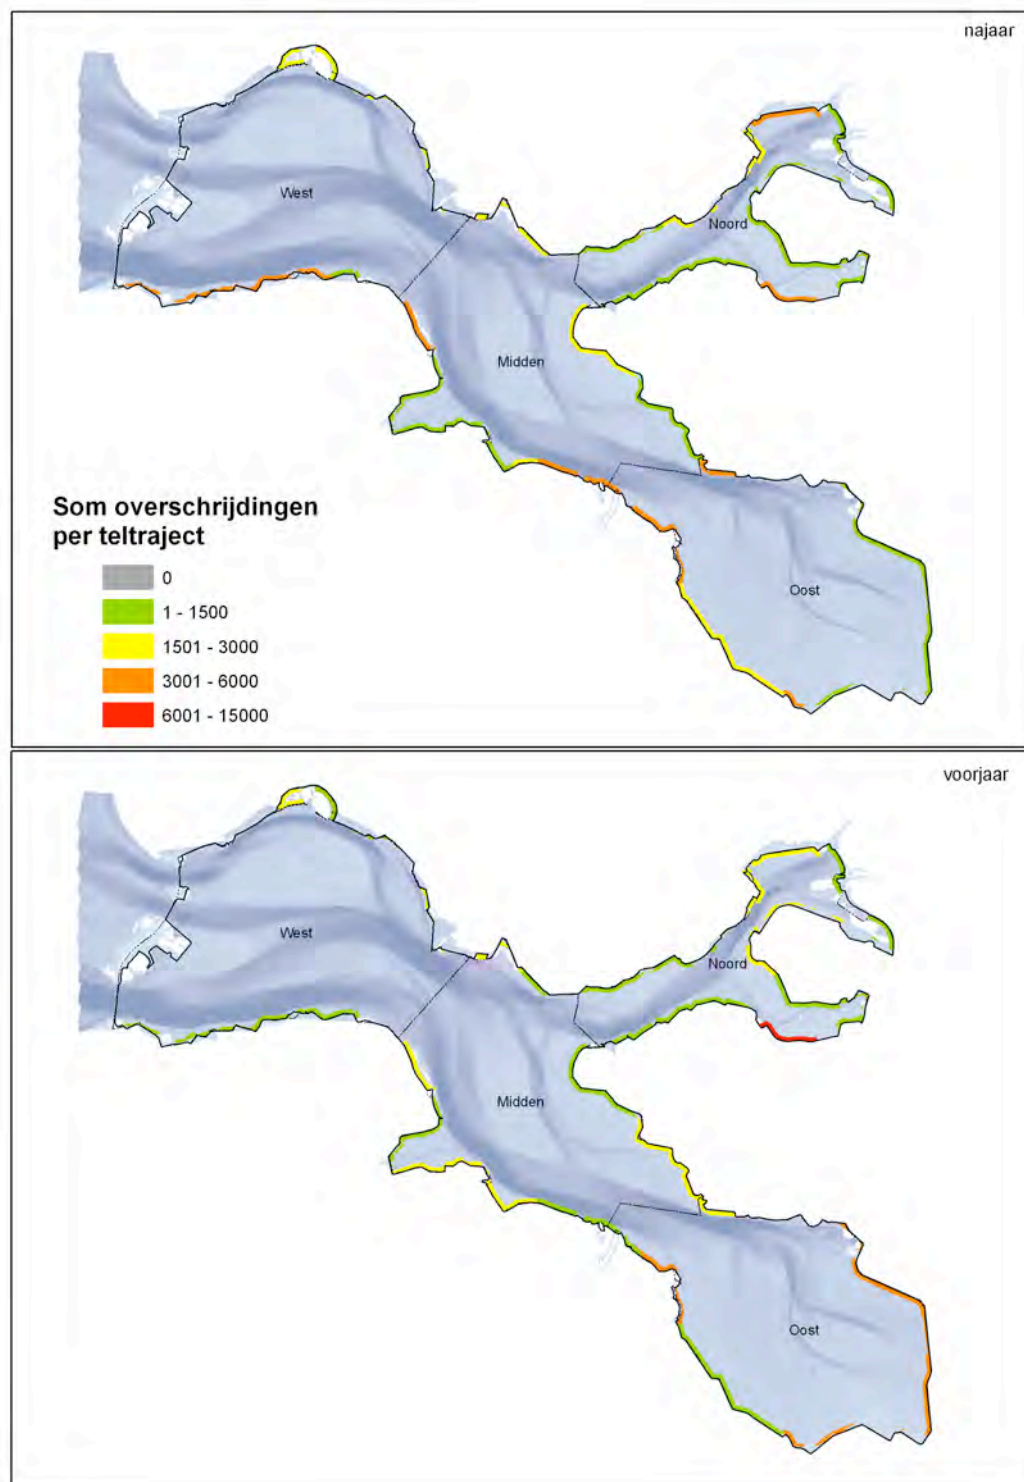 najaar
West
Noord
Midden
Som overschrijdingen
per teltraject
0
1 - 1500
Oost
1501 - 3000
3001 - 6000
6001 - 15000
voorjaar
West
Noord
Midden
Oost